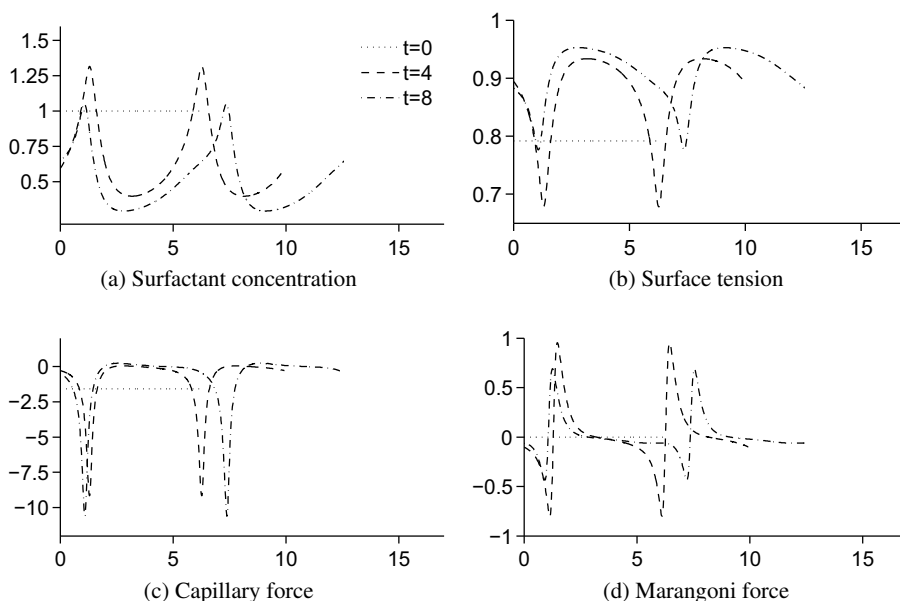 1.5
1.25
1
0.75
0.5
t=0
t=4
t=8
0 5 10 15
(a) Surfactant concentration
1
0.9
0.8
0.7
0 5 10 15
(b) Surface tension
0
−2.5
−5
−7.5
−10
0 5 10 15
(c) Capillary force
1
0.5
0
−0.5
−1
0 5 10 15
(d) Marangoni force